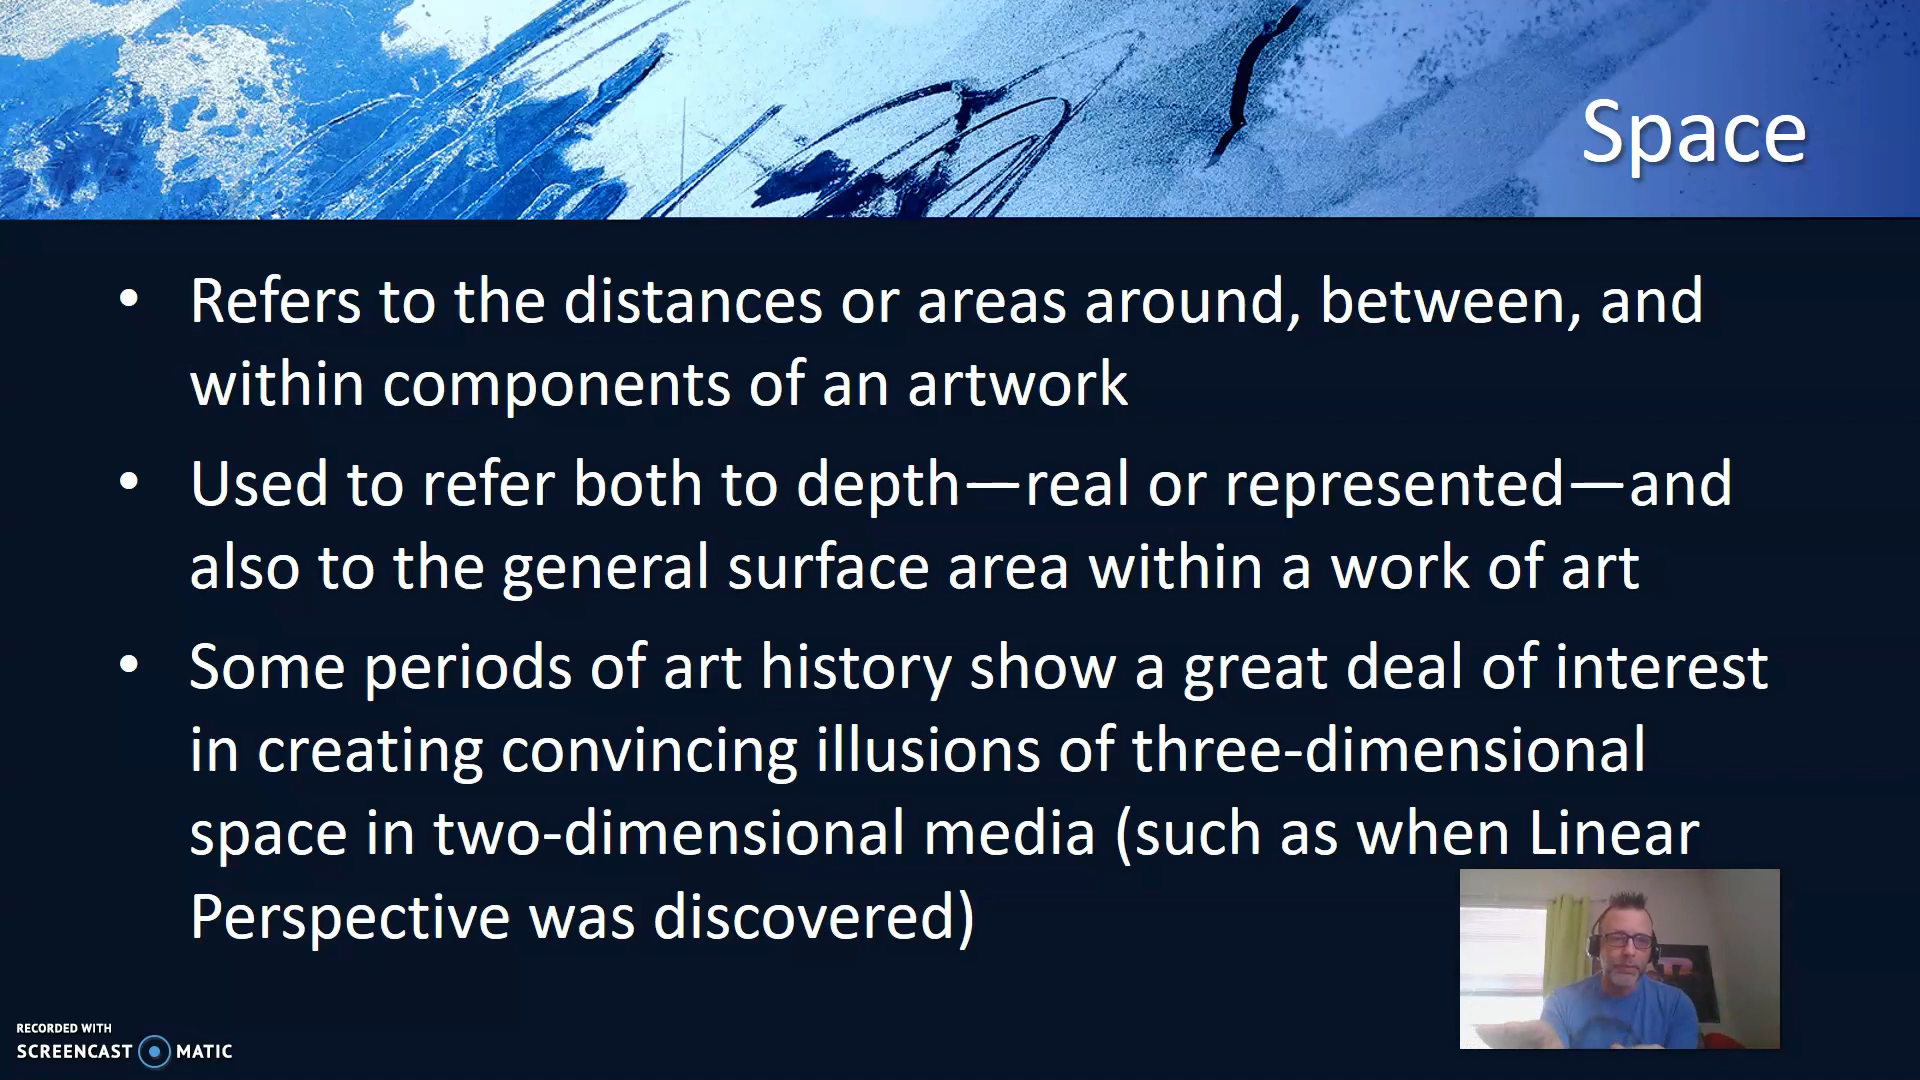 Space
• Refers to the distances or areas around, between, and
within components of an artwork
• Used to refer both to depth—real or represented—and
also to the general surface area within a work of art
• Some periods of art history show a great deal of interest
in creating convincing illusions of three-dimensional
space in two-dimensional media (such as when Linear
Perspective was discovered)
RECORDED WITH
SCREENCAST MATIC